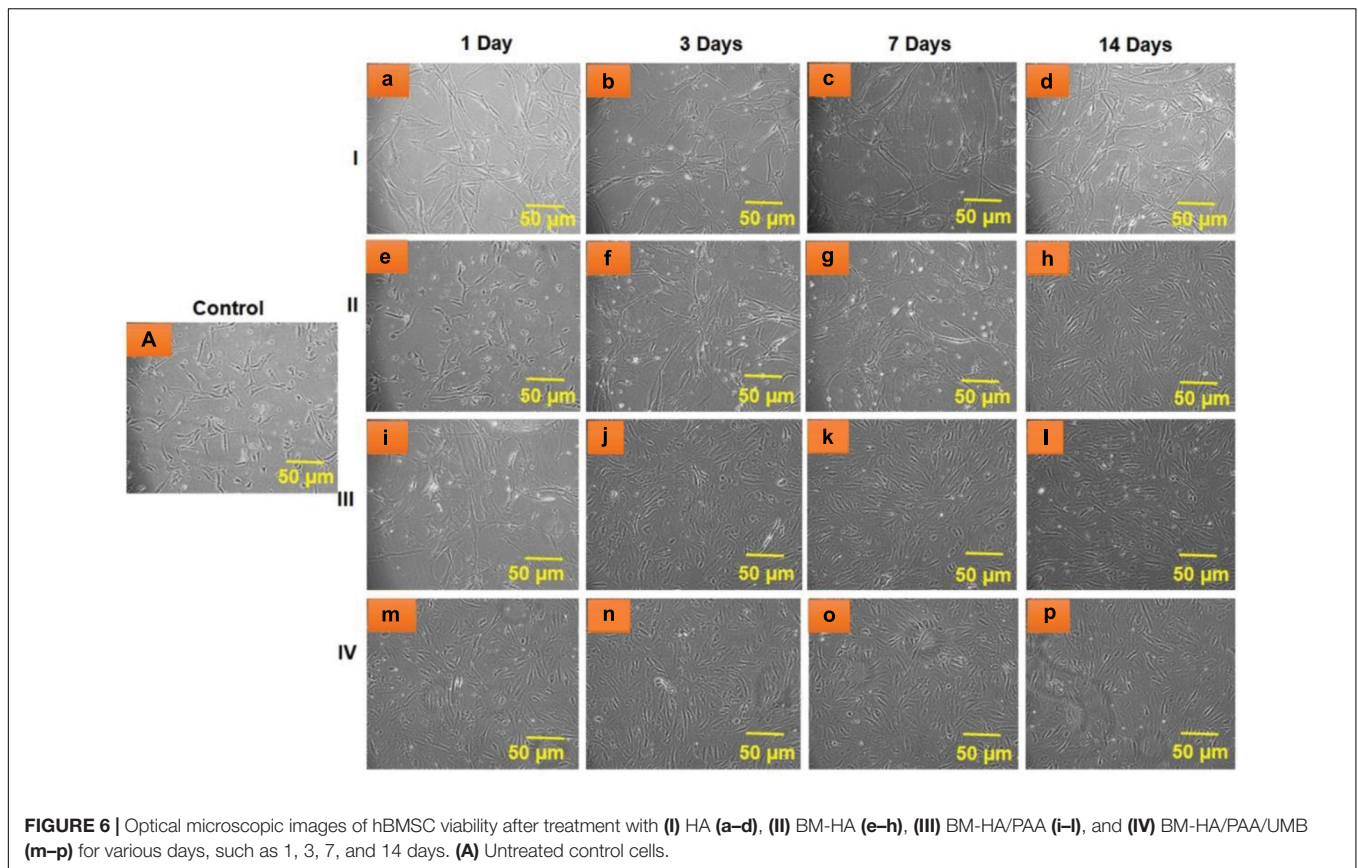 1 Day 3 Days 7 Days 14 Days
I
a 50 µm b 50 µm c 50 µm d 50 µm
II
e 50 µm f 50 µm g 50 µm h 50 µm
Control
A 50 µm
III
i 50 µm j 50 µm k 50 µm l 50 µm
IV
m 50 µm n 50 µm o 50 µm p 50 µm
FIGURE 6 | Optical microscopic images of hBMSC viability after treatment with (I) HA (a–d), (II) BM-HA (e–h), (III) BM-HA/PAA (i–l), and (IV) BM-HA/PAA/UMB
(m–p) for various days, such as 1, 3, 7, and 14 days. (A) Untreated control cells.